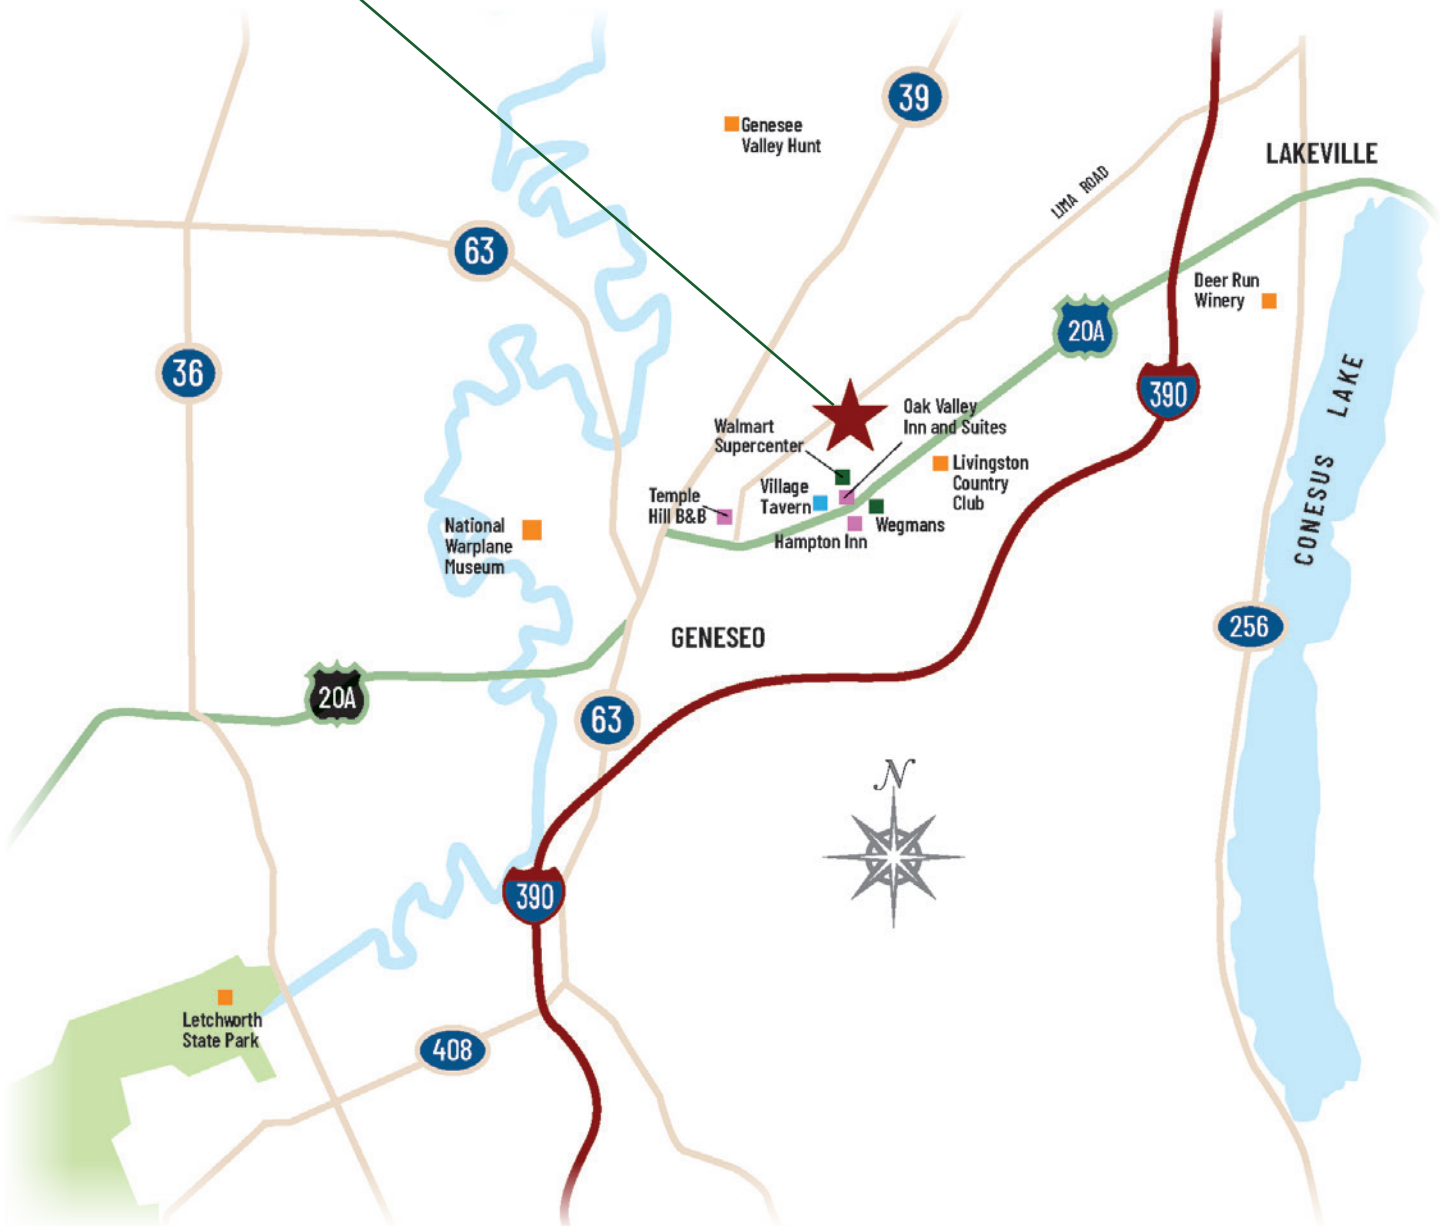 39
Genesee
Valley Hunt
LAKEVILLE
LIMA ROAD
63
Deer Run
Winery
20A
36
390
CONESUS LAKE
Oak Valley
Inn and Suites
Walmart
Supercenter
Livingston
Country
Club
Village
Tavern
Temple
Hill B&B
Wegmans
Hampton Inn
National
Warplane
Museum
256
GENESEO
20A
63
N
390
Letchworth
State Park
408